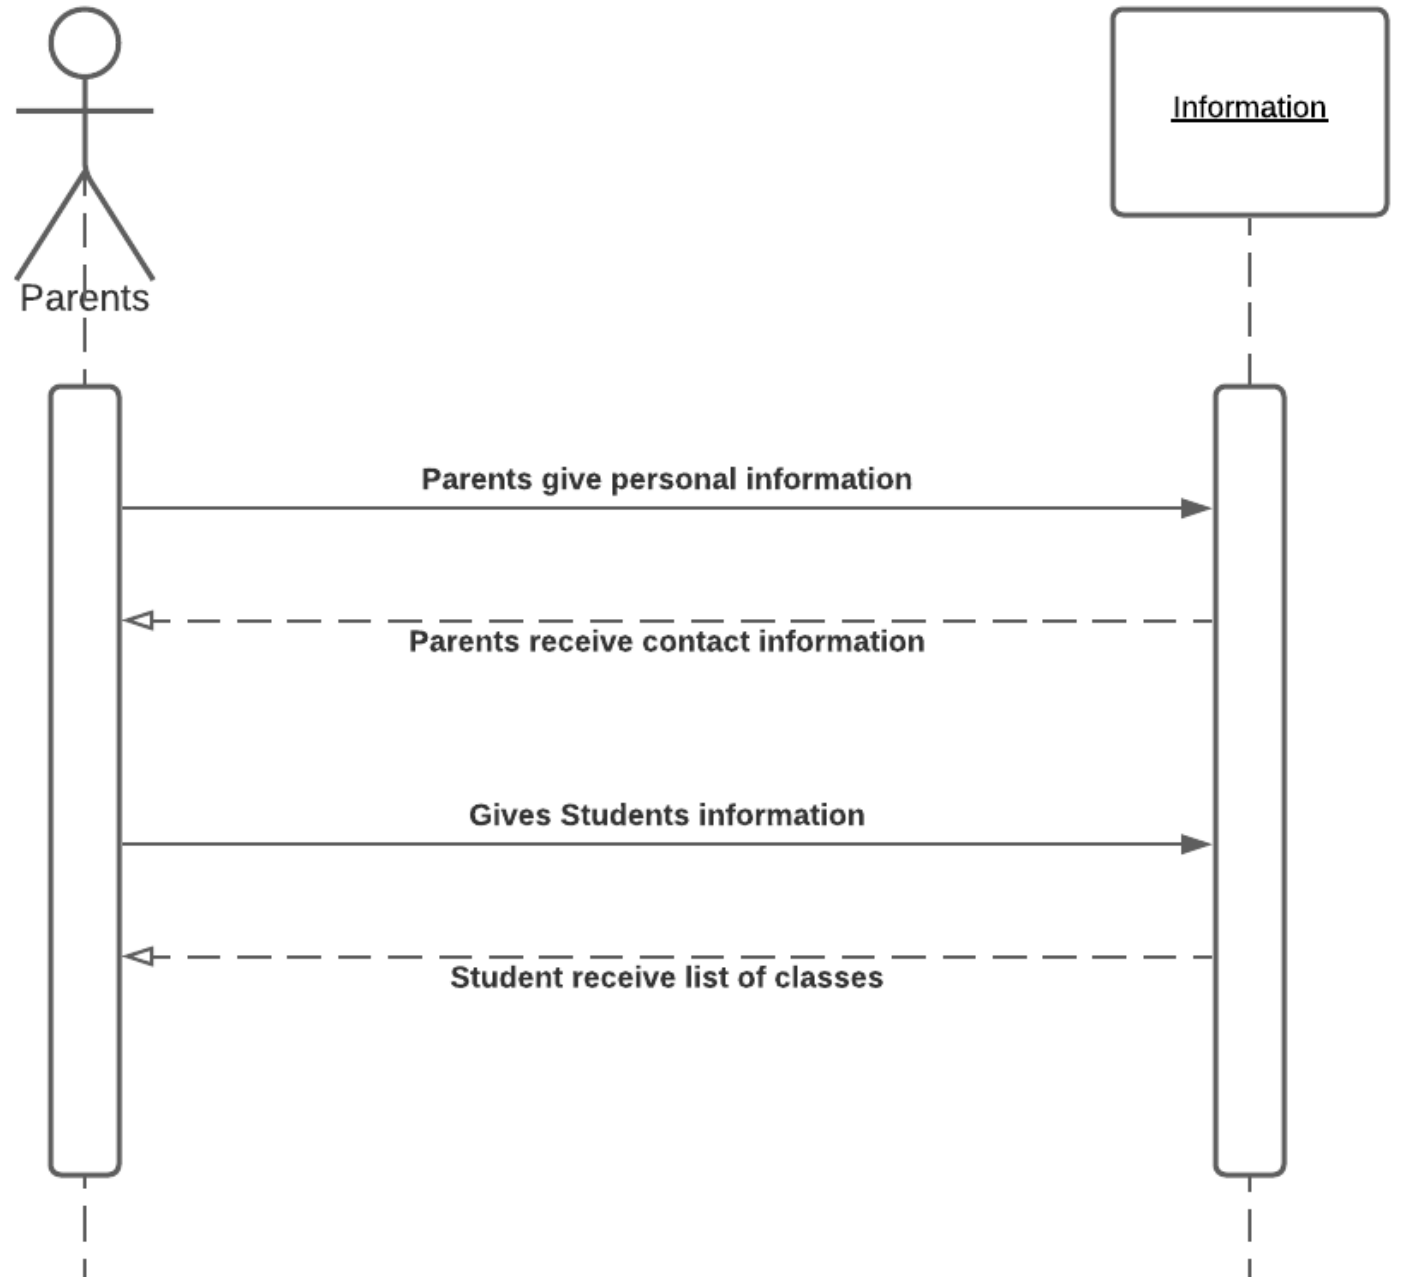 Information
Parents
Parents give personal information
Parents receive contact information
Gives Students information
Student receive list of classes